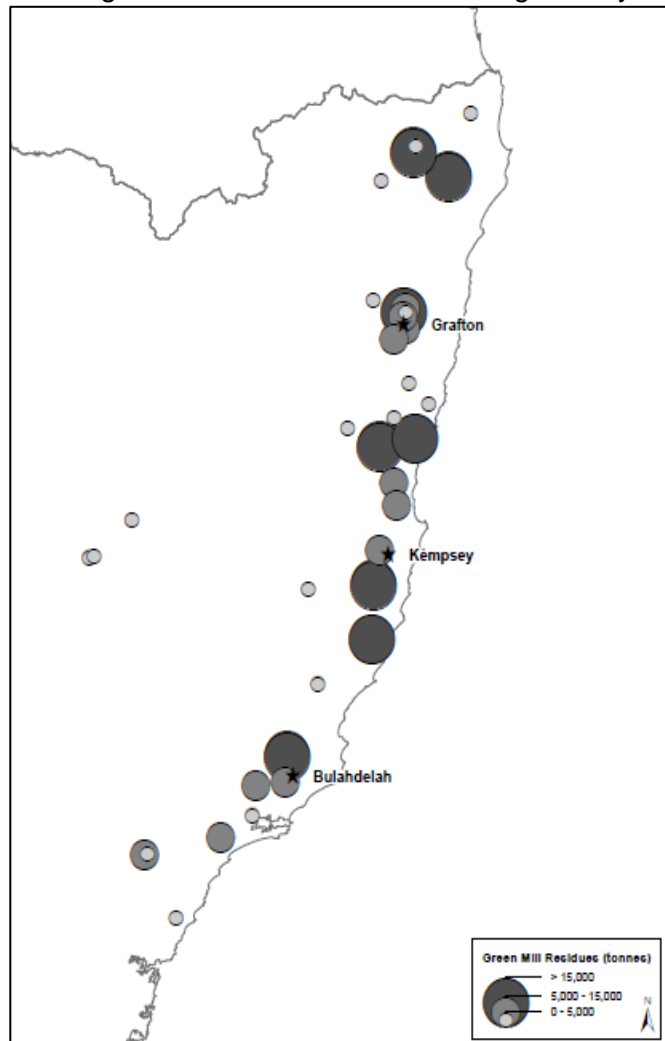 Grafton
Kempsey
Bulahdelah
Green Mill Residues (tonnes)
> 15,000
5,000 - 15,000
0 - 5,000
N